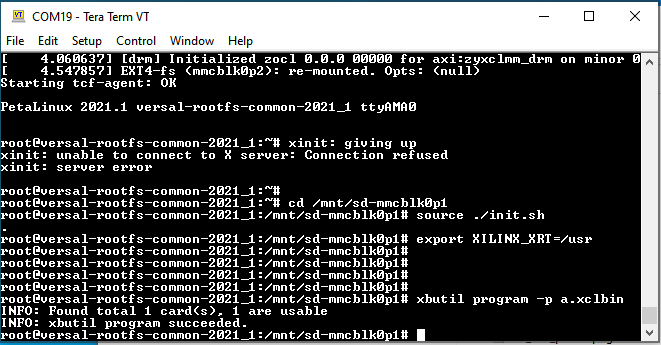 COM19 - Tera Term VT
File Edit Setup Control Window Help
[    4.060637] [drm] Initialized zocl 0.0.0 00000 for axi:zyxclmm_drm on minor 0
[    4.547857] EXT4-fs (mmcblk0p2): re-mounted. Opts: (null)
Starting tcf-agent: OK
PetaLinux 2021.1 versal-rootfs-common-2021_1 ttyAMA0
root@versal-rootfs-common-2021_1:~# xinit: giving up
xinit: unable to connect to X server: Connection refused
xinit: server error
root@versal-rootfs-common-2021_1:~#
root@versal-rootfs-common-2021_1:~# cd /mnt/sd-mmcblk0p1
root@versal-rootfs-common-2021_1:/mnt/sd-mmcblk0p1# source ./init.sh
.
root@versal-rootfs-common-2021_1:/mnt/sd-mmcblk0p1# export XILINX_XRT=/usr
root@versal-rootfs-common-2021_1:/mnt/sd-mmcblk0p1#
root@versal-rootfs-common-2021_1:/mnt/sd-mmcblk0p1#
root@versal-rootfs-common-2021_1:/mnt/sd-mmcblk0p1#
root@versal-rootfs-common-2021_1:/mnt/sd-mmcblk0p1#
root@versal-rootfs-common-2021_1:/mnt/sd-mmcblk0p1# xbutil program -p a.xclbin
INFO: Found total 1 card(s), 1 are usable
INFO: xbutil program succeeded.
root@versal-rootfs-common-2021_1:/mnt/sd-mmcblk0p1#